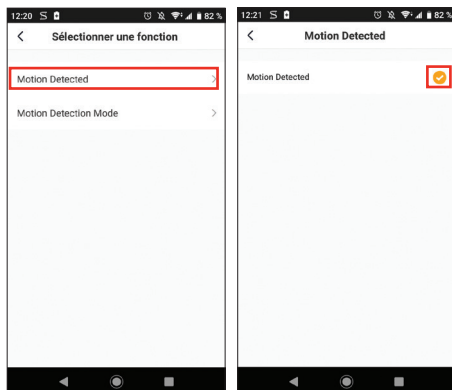 12:20 S 82 %
Sélectionner une fonction
Motion Detected
Motion Detection Mode
12:21 S 82 %
Motion Detected
Motion Detected